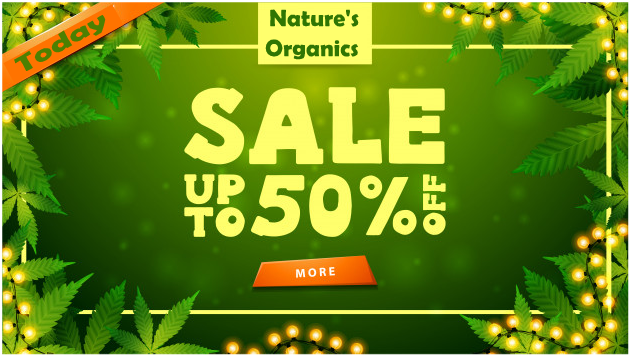 Today
Nature's
Organics
SALE
UP TO 50% OFF
MORE